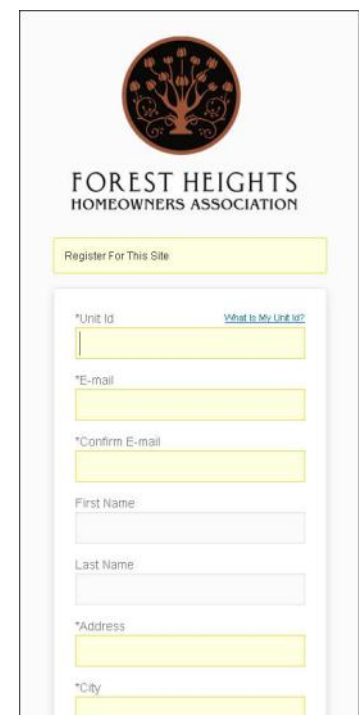 FOREST HEIGHTS
HOMEOWNERS ASSOCIATION
Register For This Site
*Unit Id What Is My Unit Id?
*E-mail
*Confirm E-mail
First Name
Last Name
*Address
*City